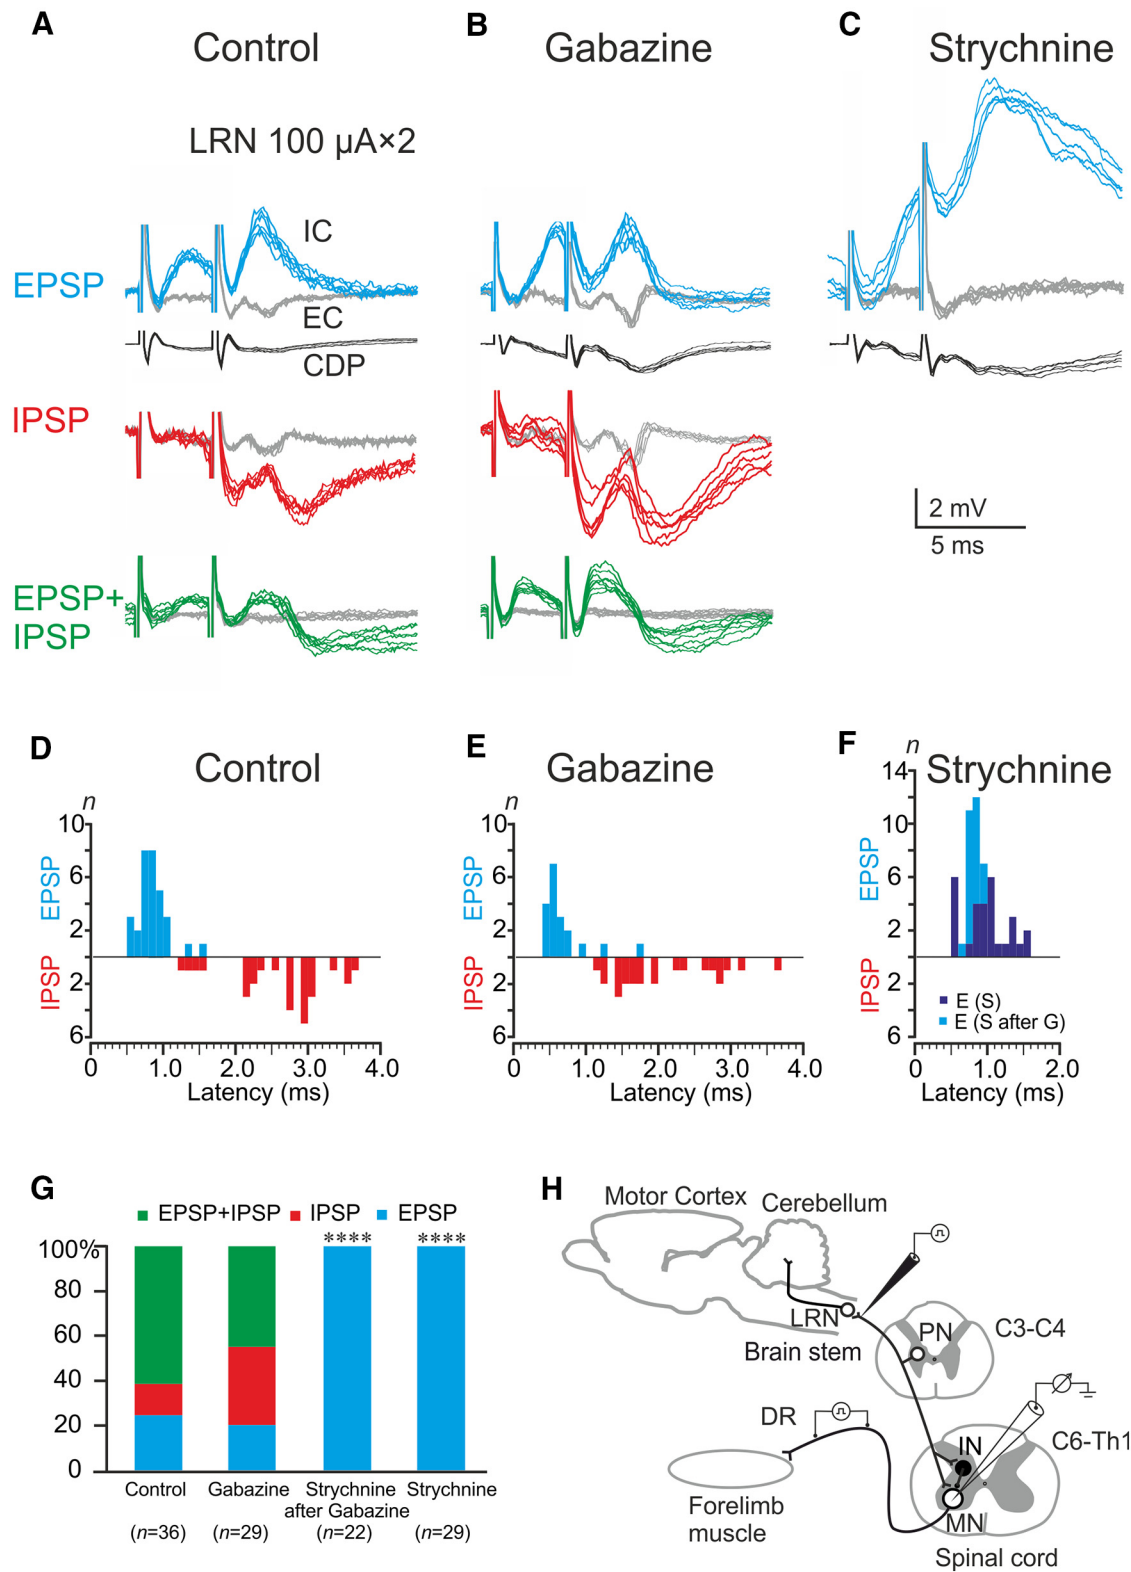 A
Control
B
Gabazine
C
Strychnine
LRN 100 µA×2
IC
EPSP
EC
CDP
IPSP
2 mV
5 ms
EPSP+
IPSP
D
Control
E
Gabazine
F
Strychnine
n
10
6
2
2
6
EPSP
IPSP
0
1.0
2.0
3.0
4.0
Latency (ms)
n
10
6
2
2
6
EPSP
IPSP
0
1.0
2.0
3.0
4.0
Latency (ms)
n
14
10
6
2
2
6
EPSP
IPSP
E (S)
E (S after G)
0
1.0
2.0
Latency (ms)
G
EPSP+IPSP IPSP EPSP
100%
80
60
40
20
0
****
****
Control
(n=36)
Gabazine
(n=29)
Strychnine
after Gabazine
(n=22)
Strychnine
(n=29)
H
Motor Cortex
Cerebellum
LRN
Brain stem
PN
C3-C4
DR
IN
C6-Th1
MN
Forelimb
muscle
Spinal cord